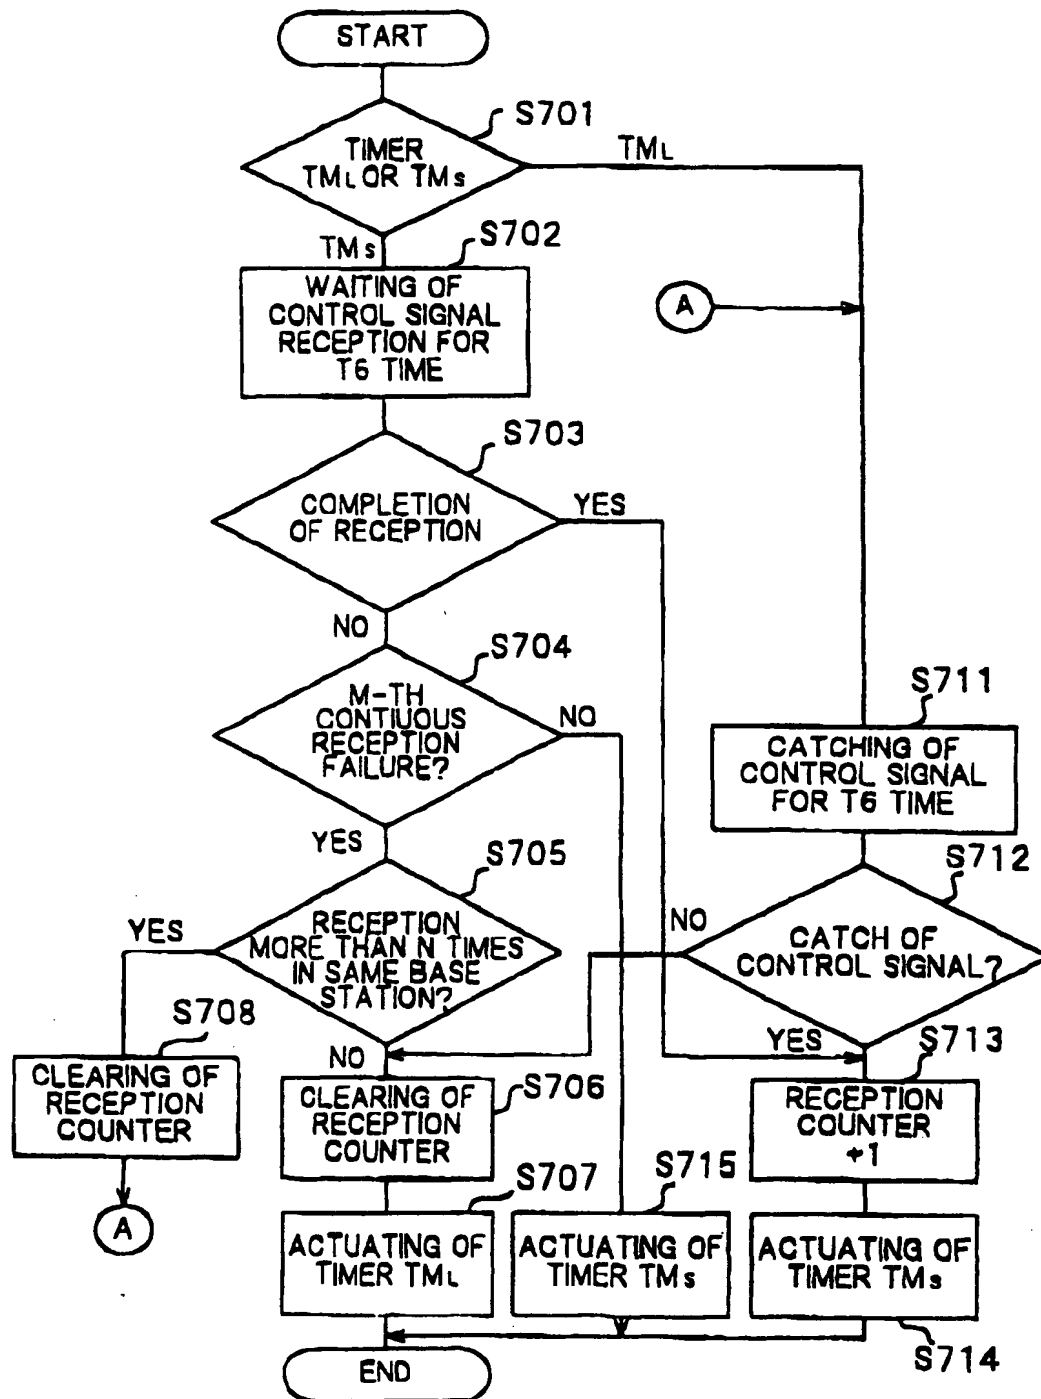 START
S701
TIMER
TML OR TMs
TML
TMs
S702
WAITING OF
CONTROL SIGNAL
RECEPTION FOR
T6 TIME
A
S703
COMPLETION
OF RECEPTION
YES
NO
S704
M-TH
CONTIUOUS
RECEPTION
FAILURE?
NO
YES
S711
CATCHING OF
CONTROL SIGNAL
FOR T6 TIME
S705
RECEPTION
MORE THAN N TIMES
IN SAME BASE
STATION?
YES
NO
S712
CATCH OF
CONTROL SIGNAL?
NO
YES
S708
CLEARING OF
RECEPTION
COUNTER
A
S706
CLEARING OF
RECEPTION
COUNTER
S713
RECEPTION
COUNTER
+1
S707
ACTUATING OF
TIMER TML
S715
ACTUATING OF
TIMER TMs
ACTUATING OF
TIMER TMs
S714
END